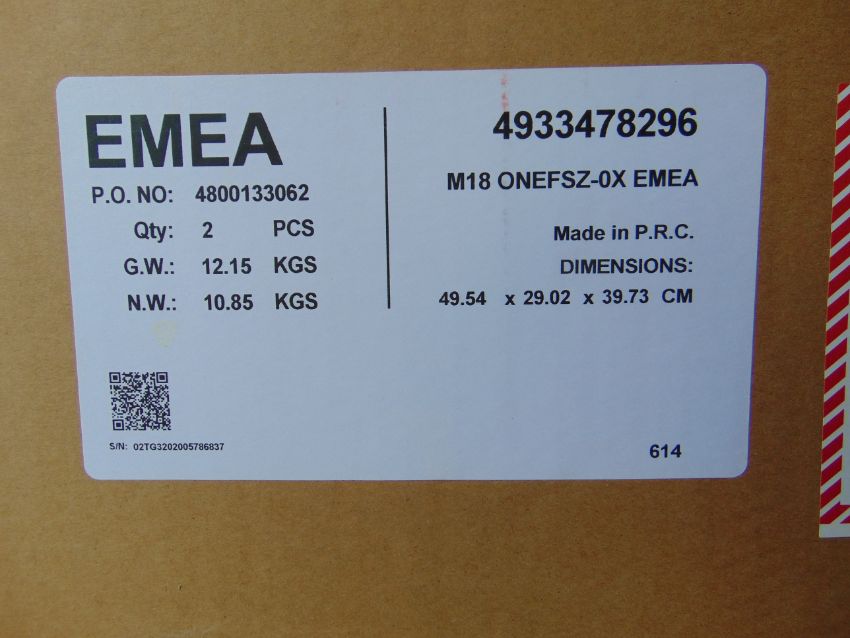 EMEA
P.O. NO: 4800133062
Qty: 2 PCS
G.W.: 12.15 KGS
N.W.: 10.85 KGS
4933478296
M18 ONEFSZ-0X EMEA
Made in P.R.C.
DIMENSIONS:
49.54 x 29.02 x 39.73 CM
S/N: 02TG3202005786837
614